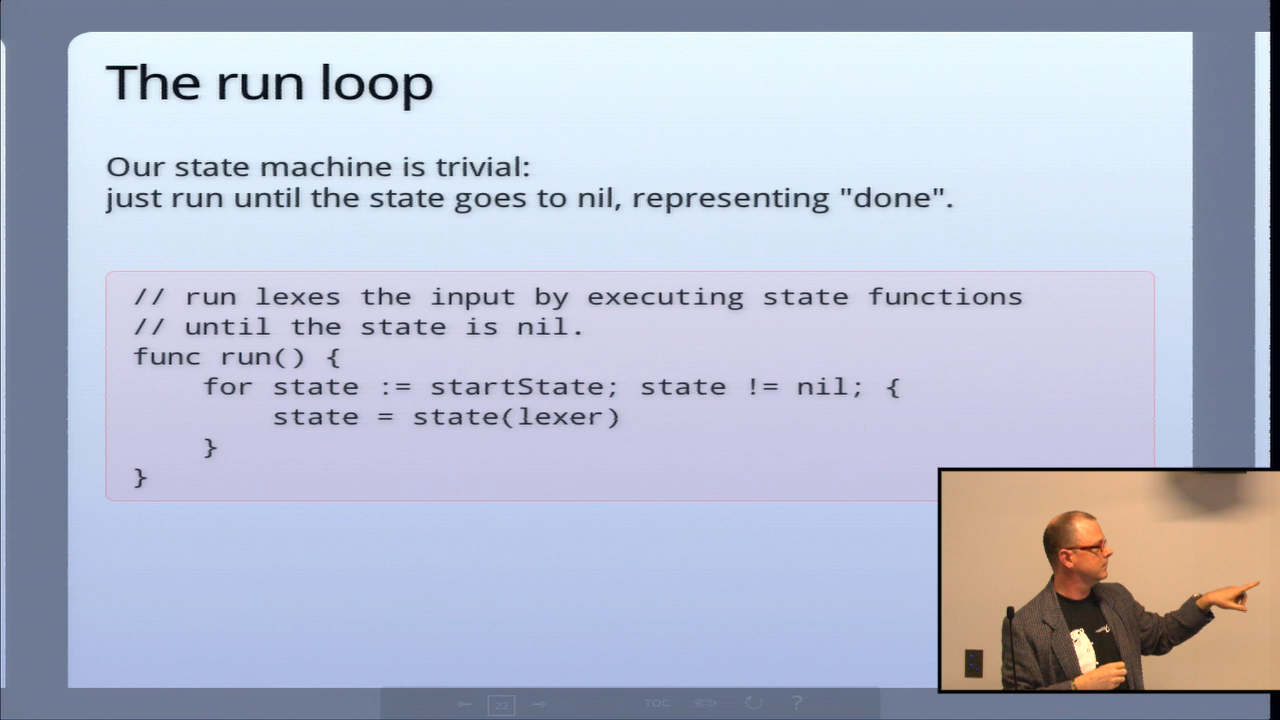 The run loop
Our state machine is trivial:
just run until the state goes to nil, representing "done".
// run lexes the input by executing state functions
// until the state is nil.
func run() {
    for state := startState; state != nil; {
        state = state(lexer)
    }
}
22
TOC
?